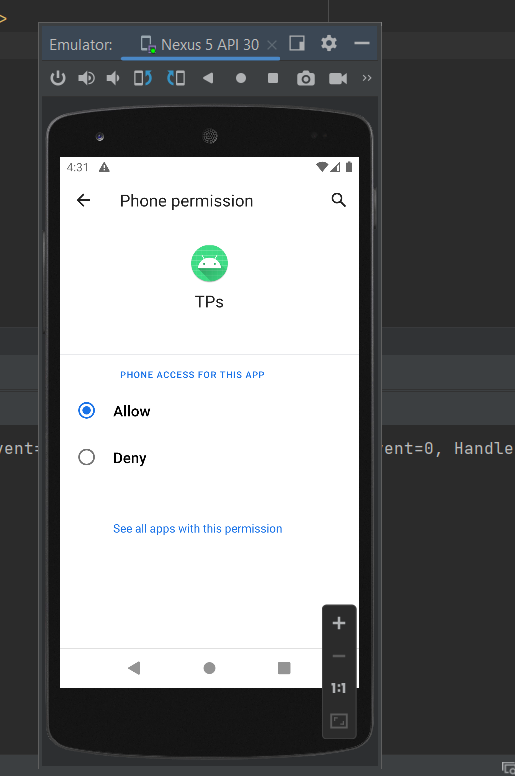 >
Emulator: Nexus 5 API 30
4:31
Phone permission
TPs
PHONE ACCESS FOR THIS APP
Allow
vent= vent=0, Handle
Deny
See all apps with this permission
1:1